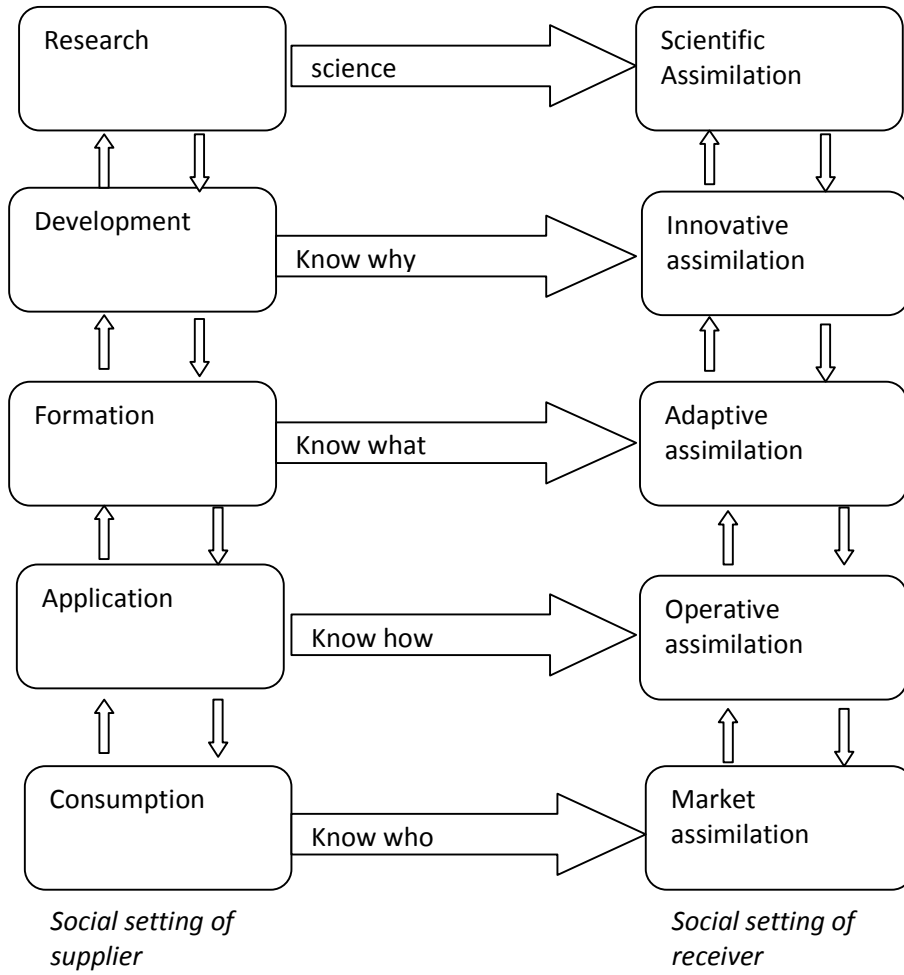 Research
science
Scientific
Assimilation
Development
Know why
Innovative
assimilation
Formation
Know what
Adaptive
assimilation
Application
Know how
Operative
assimilation
Consumption
Know who
Market
assimilation
Social setting of
supplier
Social setting of
receiver